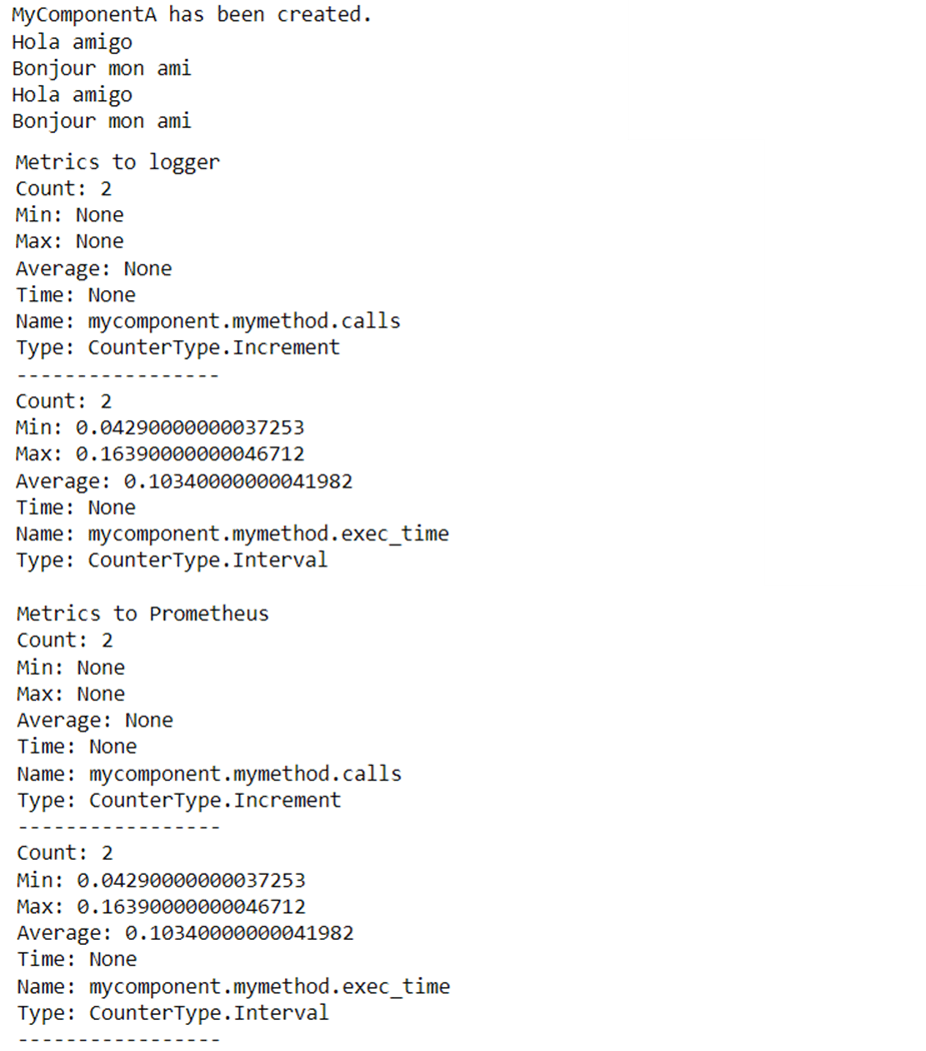 MyComponentA has been created.
Hola amigo
Bonjour mon ami
Hola amigo
Bonjour mon ami
Metrics to logger
Count: 2
Min: None
Max: None
Average: None
Time: None
Name: mycomponent.mymethod.calls
Type: CounterType.Increment
-----------------
Count: 2
Min: 0.04290000000037253
Max: 0.16390000000046712
Average: 0.10340000000041982
Time: None
Name: mycomponent.mymethod.exec_time
Type: CounterType.Interval
Metrics to Prometheus
Count: 2
Min: None
Max: None
Average: None
Time: None
Name: mycomponent.mymethod.calls
Type: CounterType.Increment
-----------------
Count: 2
Min: 0.04290000000037253
Max: 0.16390000000046712
Average: 0.10340000000041982
Time: None
Name: mycomponent.mymethod.exec_time
Type: CounterType.Interval
-----------------